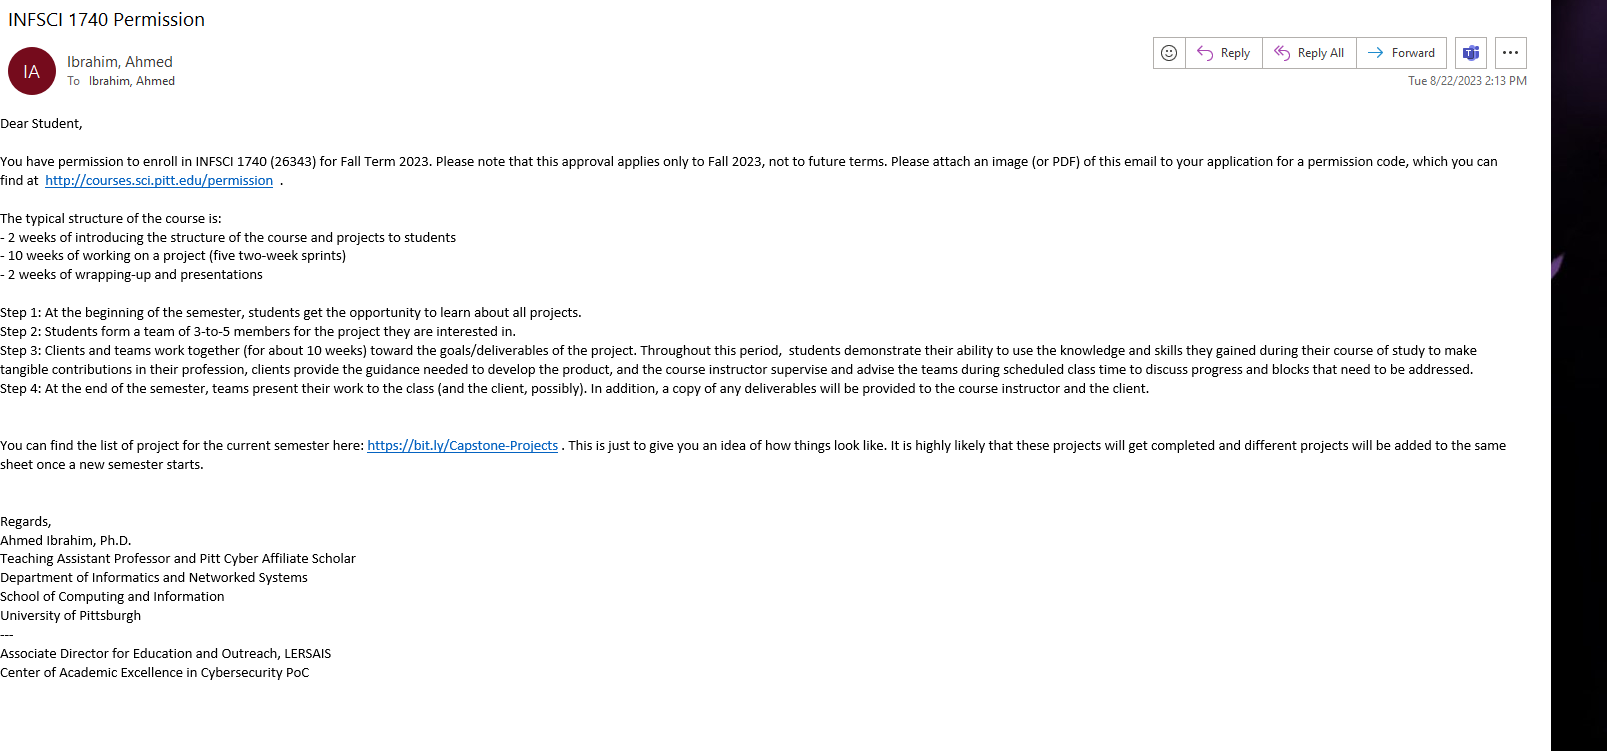 INFSCI 1740 Permission
IA
Ibrahim, Ahmed
To Ibrahim, Ahmed
Reply
Reply All
Forward
Tue 8/22/2023 2:13 PM
Dear Student,
You have permission to enroll in INFSCI 1740 (26343) for Fall Term 2023. Please note that this approval applies only to Fall 2023, not to future terms. Please attach an image (or PDF) of this email to your application for a permission code, which you can
find at http://courses.sci.pitt.edu/permission .
The typical structure of the course is:
- 2 weeks of introducing the structure of the course and projects to students
- 10 weeks of working on a project (five two-week sprints)
- 2 weeks of wrapping-up and presentations
Step 1: At the beginning of the semester, students get the opportunity to learn about all projects.
Step 2: Students form a team of 3-to-5 members for the project they are interested in.
Step 3: Clients and teams work together (for about 10 weeks) toward the goals/deliverables of the project. Throughout this period, students demonstrate their ability to use the knowledge and skills they gained during their course of study to make
tangible contributions in their profession, clients provide the guidance needed to develop the product, and the course instructor supervise and advise the teams during scheduled class time to discuss progress and blocks that need to be addressed.
Step 4: At the end of the semester, teams present their work to the class (and the client, possibly). In addition, a copy of any deliverables will be provided to the course instructor and the client.
You can find the list of project for the current semester here: https://bit.ly/Capstone-Projects . This is just to give you an idea of how things look like. It is highly likely that these projects will get completed and different projects will be added to the same
sheet once a new semester starts.
Regards,
Ahmed Ibrahim, Ph.D.
Teaching Assistant Professor and Pitt Cyber Affiliate Scholar
Department of Informatics and Networked Systems
School of Computing and Information
University of Pittsburgh
---
Associate Director for Education and Outreach, LERSAIS
Center of Academic Excellence in Cybersecurity PoC